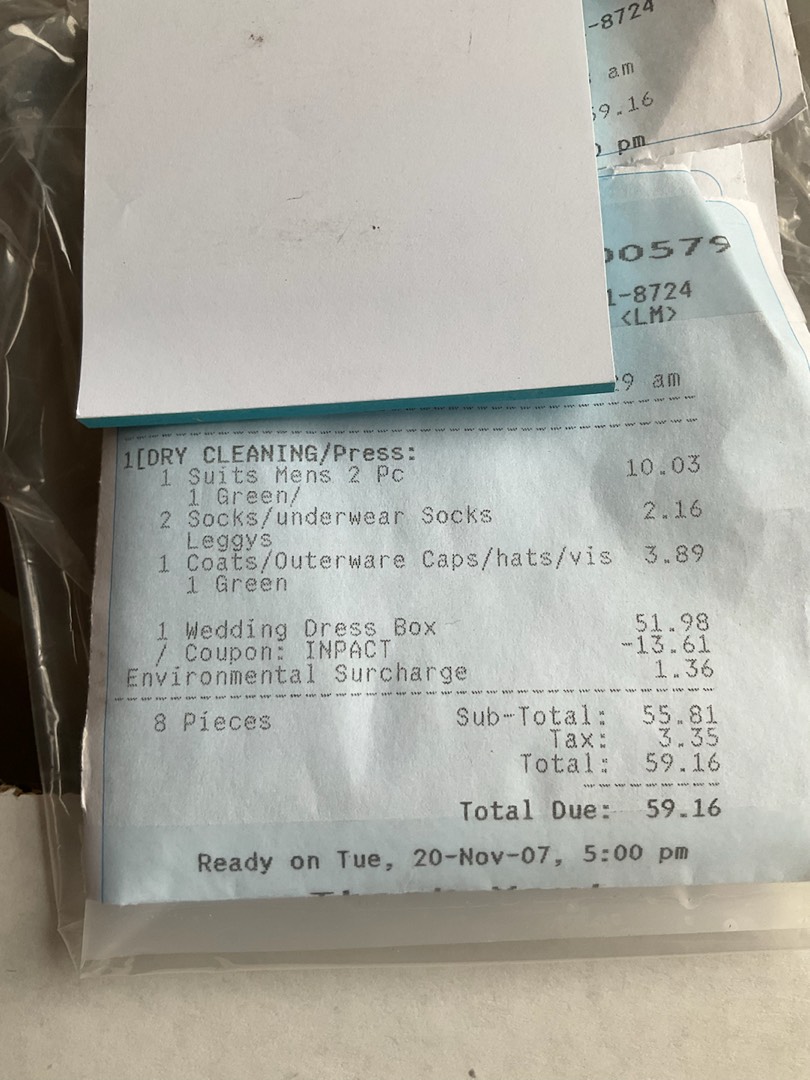 -8724
am
59.16
pm
00579
1-8724
<LM>
29 am
1[DRY CLEANING/Press:
1 Suits Mens 2 Pc 10.03
1 Green/
2 Socks/underwear Socks 2.16
Leggys
1 Coats/Outerware Caps/hats/vis 3.89
1 Green
1 Wedding Dress Box 51.98
/ Coupon: INPACT -13.61
Environmental Surcharge 1.36
8 Pieces Sub-Total: 55.81
Tax: 3.35
Total: 59.16
Total Due: 59.16
Ready on Tue, 20-Nov-07, 5:00 pm